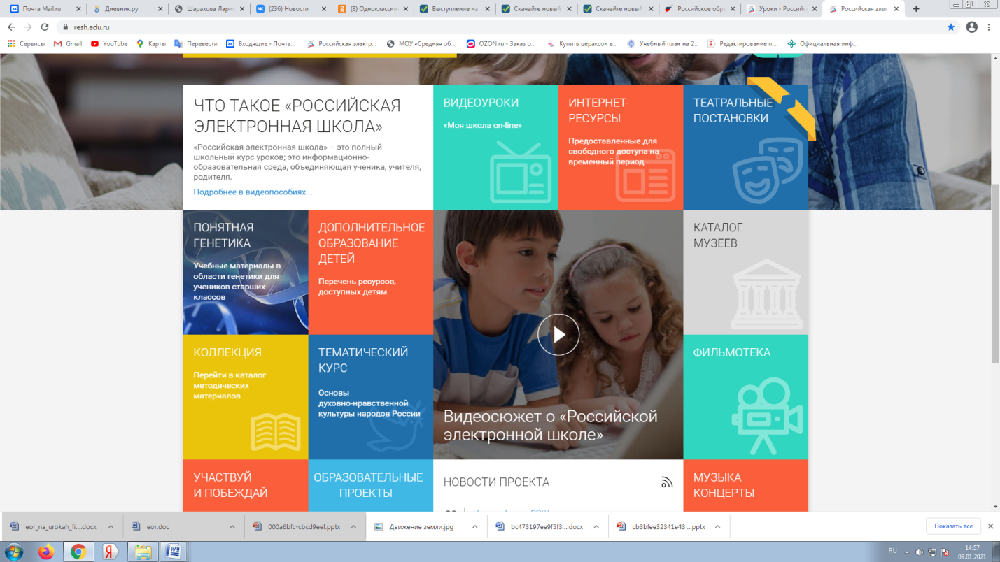 Почта Mail.ru
Дневник.ру
Шарахова Ларис
(236) Новости
(8) Одноклассни
Выступление на
Скачайте новый
Скачайте новый
Российское обра
Уроки - Российс
Российская элек
resh.edu.ru
Сервисы
Gmail
YouTube
Карты
Перевести
Входящие - Почта...
Российская электр...
МОУ «Средняя об...
OZON.ru - Заказ о...
Купить цераксон в...
Учебный план на 2...
Редактирование п...
Официальная инф...
ЧТО ТАКОЕ «РОССИЙСКАЯ
ЭЛЕКТРОННАЯ ШКОЛА»
«Российская электронная школа» – это полный
школьный курс уроков; это информационно-
образовательная среда, объединяющая ученика, учителя,
родителя.
Подробнее в видеопособиях...
ВИДЕОУРОКИ
«Моя школа on-line»
ИНТЕРНЕТ-
РЕСУРСЫ
Предоставленные для
свободного доступа на
временный период
ТЕАТРАЛЬНЫЕ
ПОСТАНОВКИ
ПОНЯТНАЯ
ГЕНЕТИКА
Учебные материалы в
области генетики для
учеников старших
классов
ДОПОЛНИТЕЛЬНОЕ
ОБРАЗОВАНИЕ
ДЕТЕЙ
Перечень ресурсов,
доступных детям
КАТАЛОГ
МУЗЕЕВ
КОЛЛЕКЦИЯ
Перейти в каталог
методических
материалов
ТЕМАТИЧЕСКИЙ
КУРС
Основы
духовно-нравственной
культуры народов России
Видеосюжет о «Российской
электронной школе»
ФИЛЬМОТЕКА
УЧАСТВУЙ
И ПОБЕЖДАЙ
ОБРАЗОВАТЕЛЬНЫЕ
ПРОЕКТЫ
НОВОСТИ ПРОЕКТА
МУЗЫКА
КОНЦЕРТЫ
eor_na_urokah_fi....docx
eor.doc
000a6bfc-cbcd9eef.pptx
Движение земли.jpg
bc473197ee9f5f3....docx
cb3bfee32341e43....pptx
Показать все
RU
14:57
09.01.2021